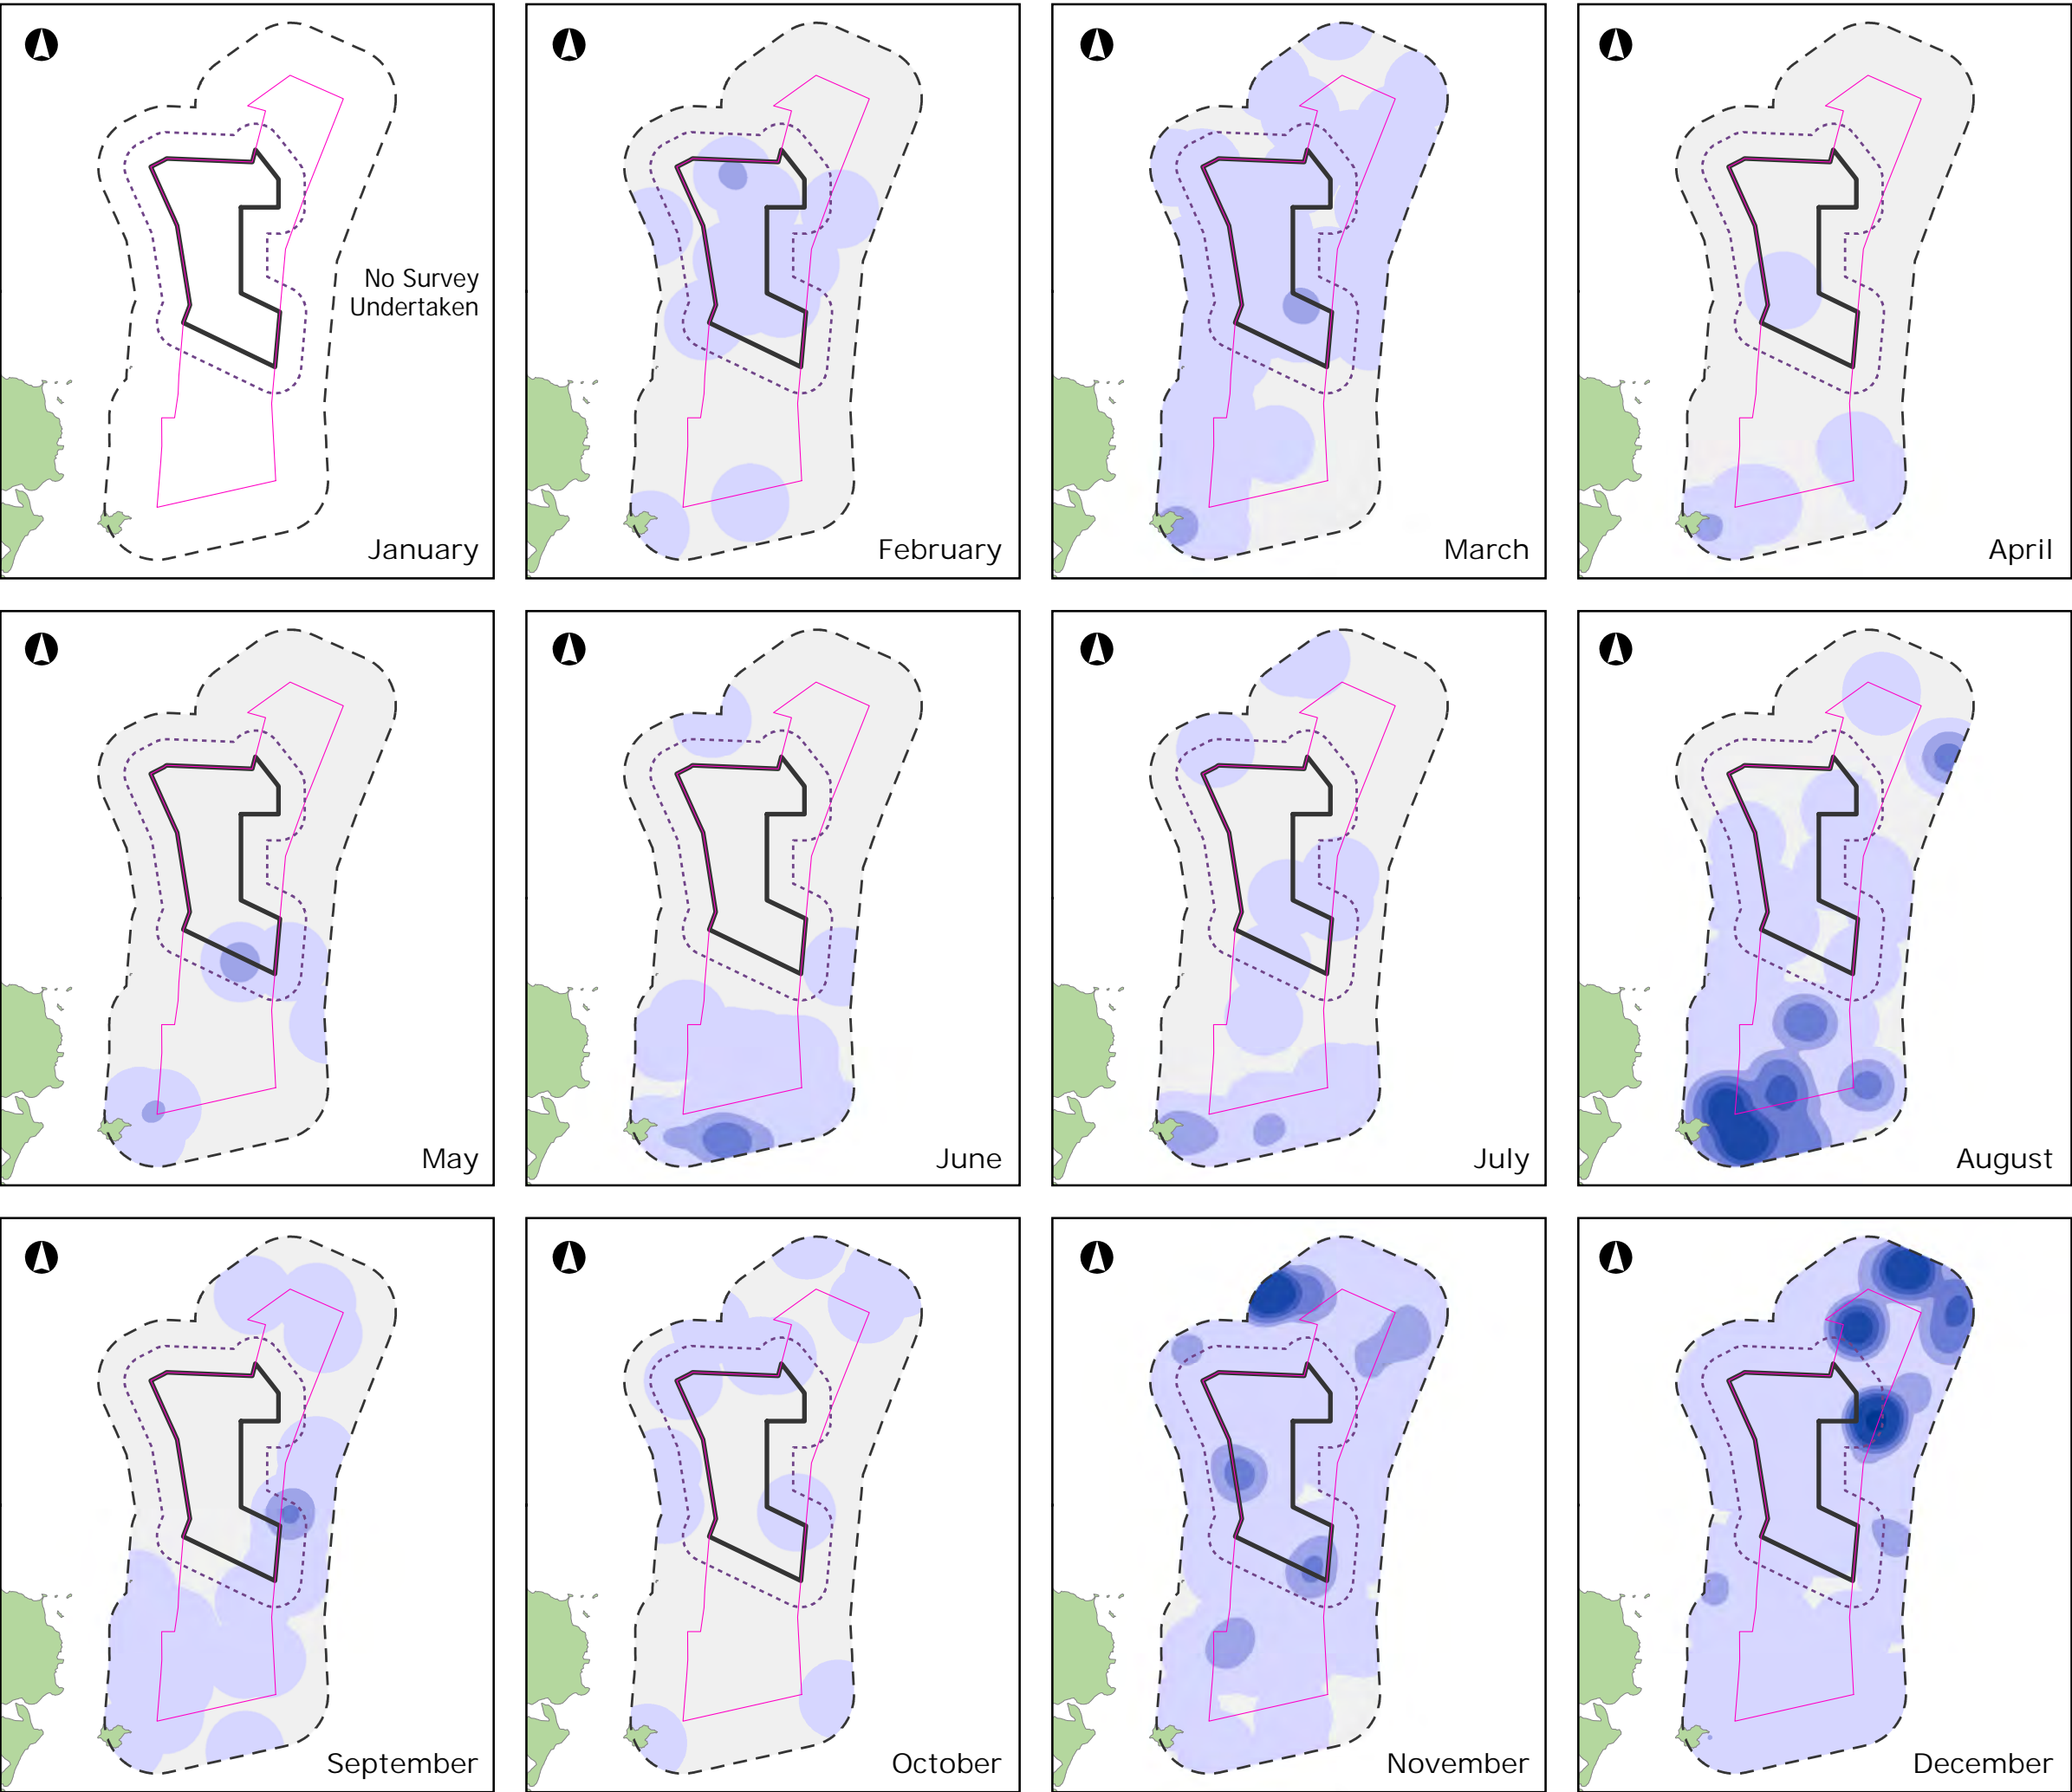 No Survey
Undertaken
January
February
March
April
May
June
July
August
September
October
November
December